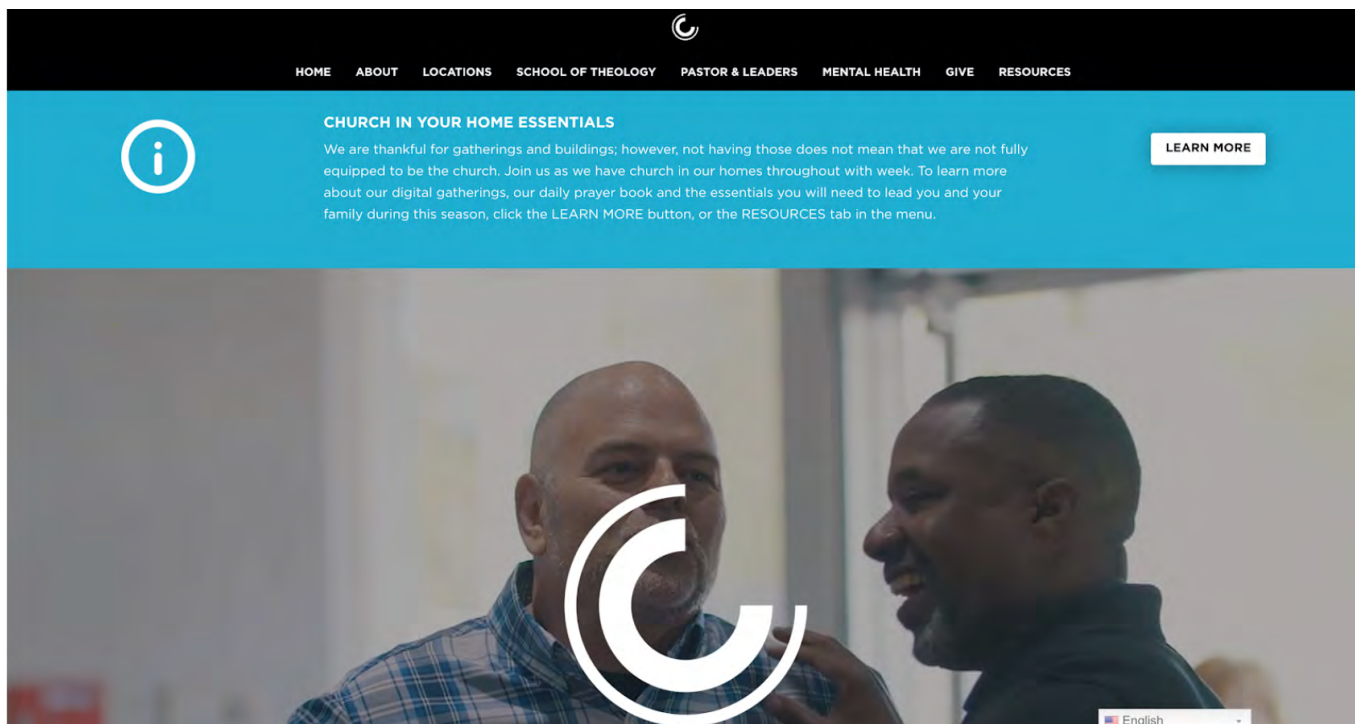 HOME ABOUT LOCATIONS SCHOOL OF THEOLOGY PASTOR & LEADERS MENTAL HEALTH GIVE RESOURCES
CHURCH IN YOUR HOME ESSENTIALS
We are thankful for gatherings and buildings; however, not having those does not mean that we are not fully
equipped to be the church. Join us as we have church in our homes throughout with week. To learn more
about our digital gatherings, our daily prayer book and the essentials you will need to lead you and your
family during this season, click the LEARN MORE button, or the RESOURCES tab in the menu.
LEARN MORE
English